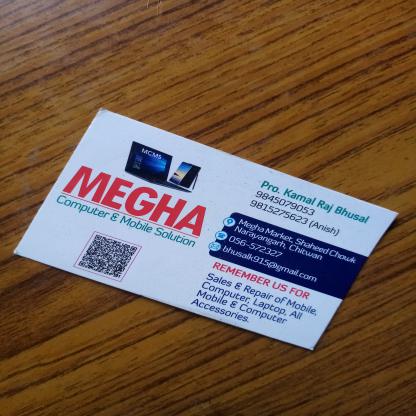 MCMS
MEGHA
Computer & Mobile Solution
Pro. Kamal Raj Bhusal
9845079053
9815275623 (Anish)
Megha Market, Shaheed Chowk
Narayangarh, Chitwan
056-572327
bhusalk915@gmail.com
REMEMBER US FOR
Sales & Repair of Mobile,
Computer, Laptop, All
Mobile & Computer
Accessories.